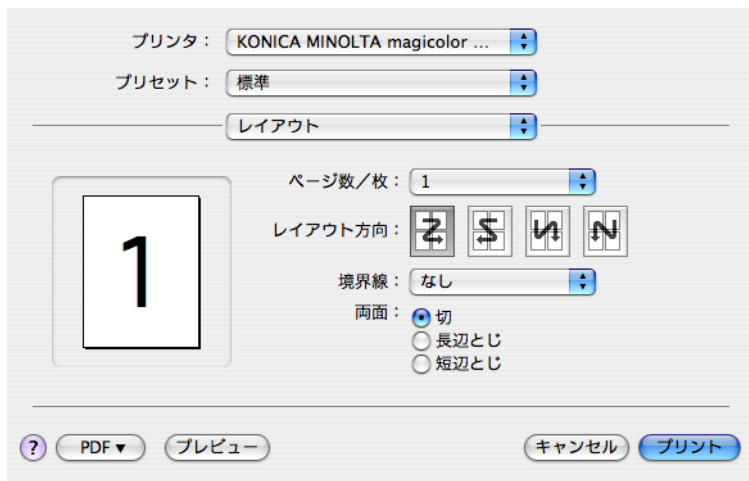 プリンタ： KONICA MINOLTA magicolor ...
プリセット： 標準
レイアウト
ページ数／枚： 1
1
レイアウト方向：
境界線： なし
両面： 切
長辺とじ
短辺とじ
? PDF▼ プレビュー キャンセル プリント